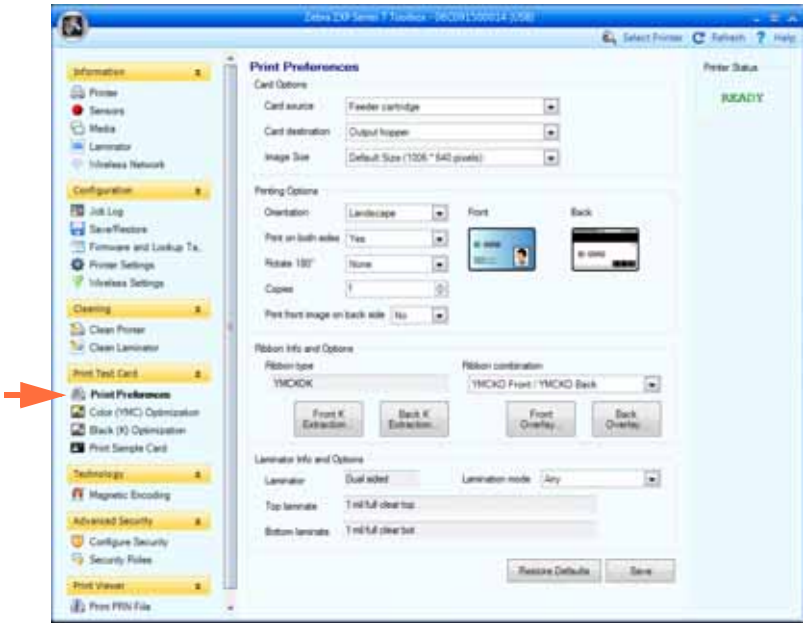 Zebra ZXP Series 7 Toolbox - 06C091500014 (USB)
Select Printer Refresh ? Help
Information
Printer
Sensors
Media
Laminator
Wireless Network
Configuration
Job Log
Save/Restore
Firmware and Lookup Ta..
Printer Settings
Wireless Settings
Cleaning
Clean Printer
Clean Laminator
Print Test Card
Print Preferences
Color (YMC) Optimization
Black (K) Optimization
Print Sample Card
Technology
Magnetic Encoding
Advanced Security
Configure Security
Security Roles
Print Viewer
Print PRN File
Print Preferences
Card Options
Card source Feeder cartridge
Card destination Output hopper
Image Size Default Size (1006 * 640 pixels)
Printing Options
Orientation Landscape
Print on both sides Yes
Rotate 180° None
Copies 1
Print front image on back side No
Front Back
Ribbon Info and Options
Ribbon type Ribbon combination
YMCKOK YMCKO Front / YMCKO Back
Front K Extraction... Back K Extraction...
Front Overlay... Back Overlay...
Laminator Info and Options
Laminator Dual sided Lamination mode Any
Top laminate 1 mil full clear top
Bottom laminate 1 mil full clear bot
Restore Defaults Save
Printer Status
READY